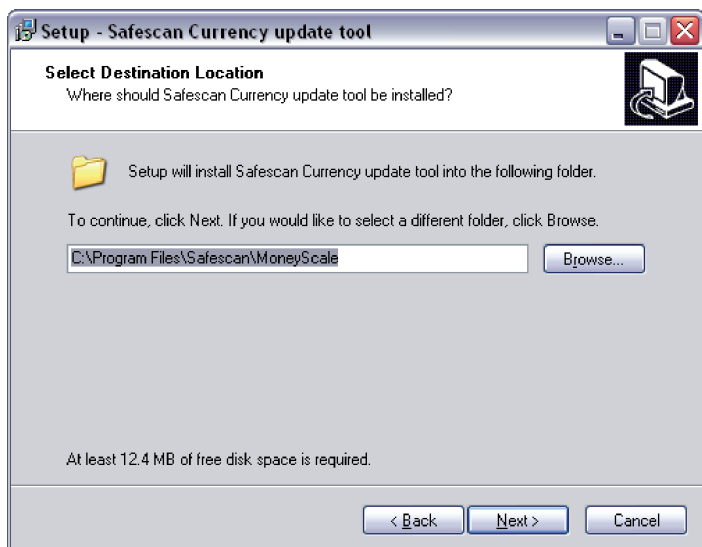 Setup - Safescan Currency update tool
Select Destination Location
Where should Safescan Currency update tool be installed?
Setup will install Safescan Currency update tool into the following folder.
To continue, click Next. If you would like to select a different folder, click Browse.
C:\Program Files\Safescan\MoneyScale
Browse...
At least 12.4 MB of free disk space is required.
< Back Next > Cancel